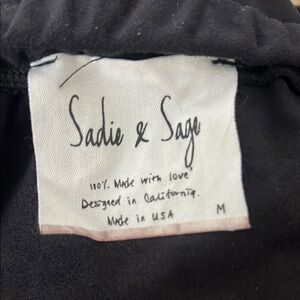 Sadie & Sage
100% Made with love"
Designed in California.
Made in USA
M